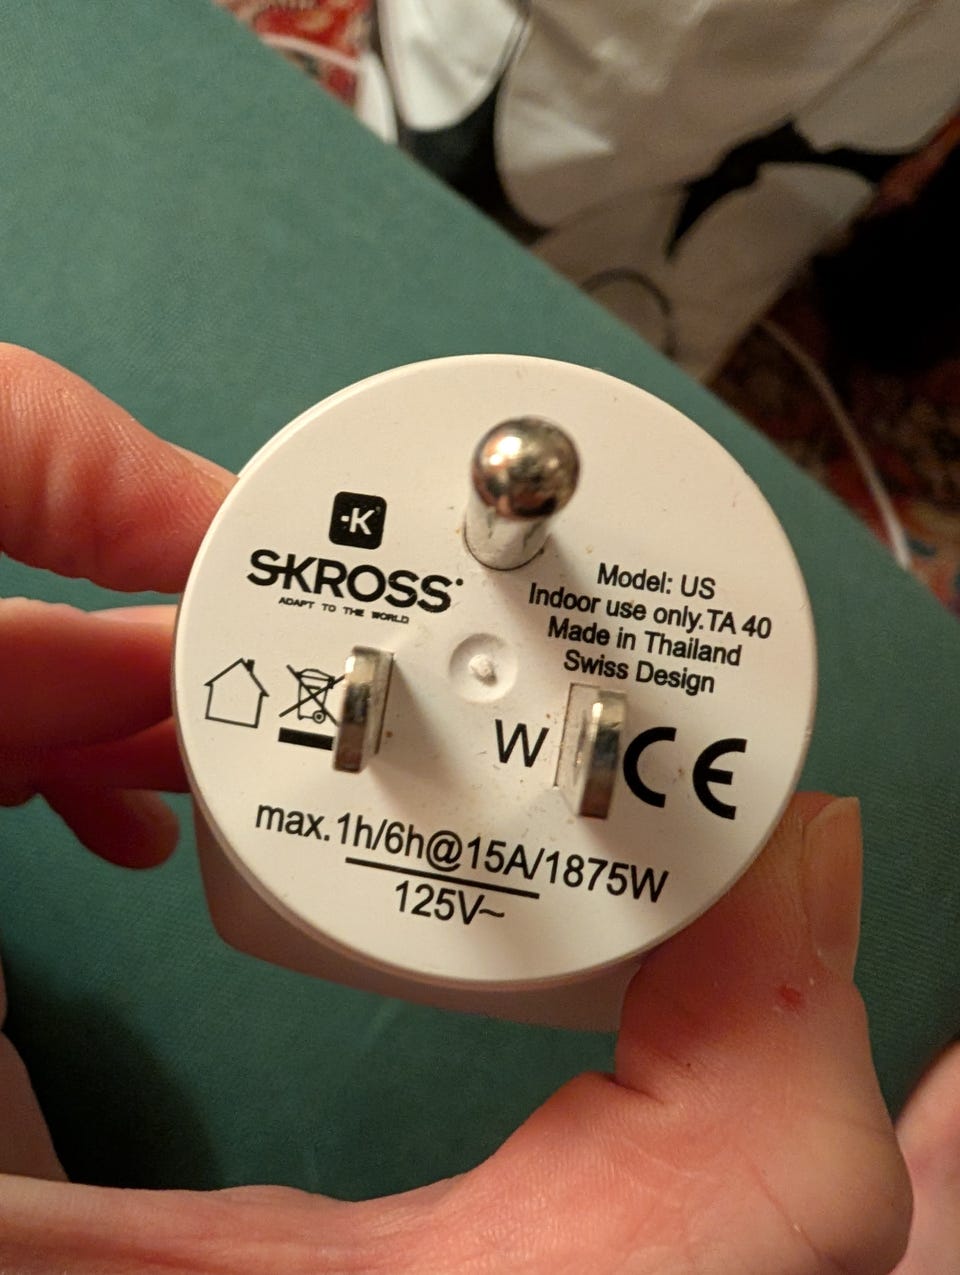 ·K
SKROSS
ADAPT TO THE WORLD
Model: US
Indoor use only.TA 40
Made in Thailand
Swiss Design
W
CE
max.1h/6h@15A/1875W
125V~